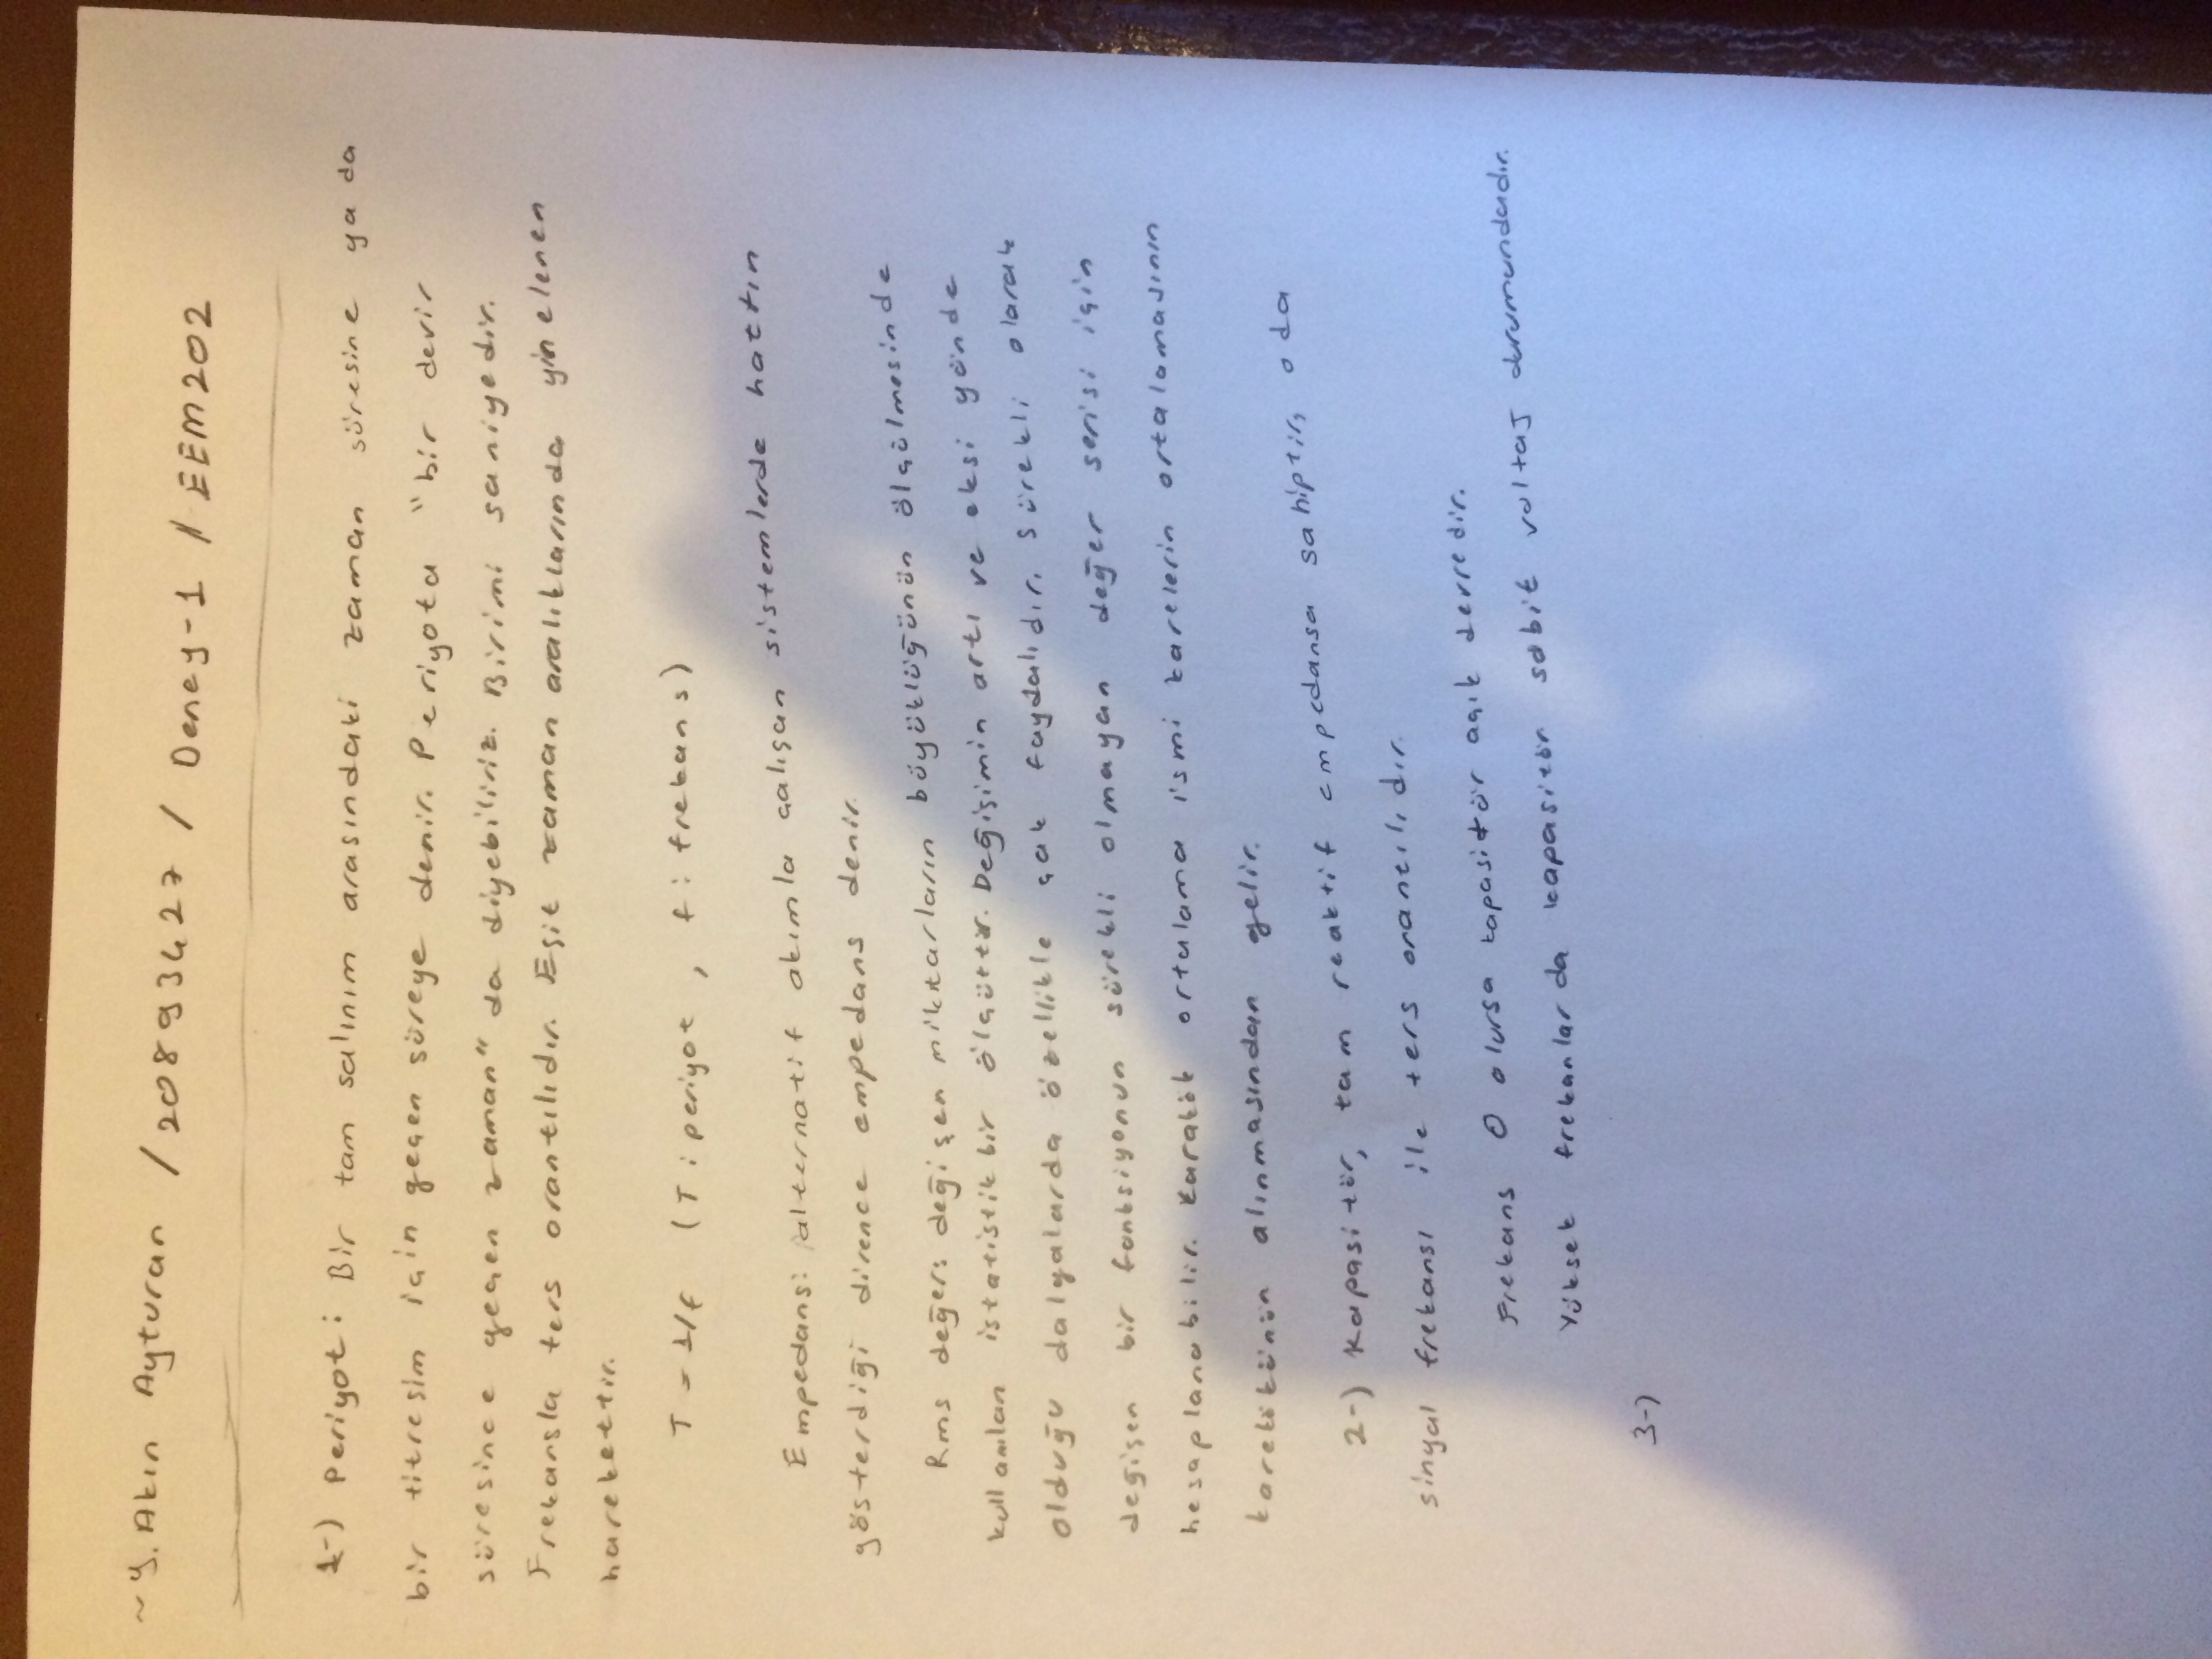 ~y. Akın Ayturan / 20893427 / Deney-1 // EEM202
1-) Periyot: Bir tam salınım arasındaki zaman süresine ya da
bir titresim için geçen süreye denir. Periyota "bir devir
süresince geçen zaman" da diyebiliriz. Birimi saniyedir.
Frekansla ters orantılıdır. Eşit zaman aralıklarında yinelenen
harekettir.
T = 1/f (T: periyot, f: frekans)
Empedans: alternatif akımla çalışan sistemlerde hattın
gösterdiği dirence empedans denir.
Rms değer: değişen miktarların büyüklüğünün ölçülmesinde
kullanılan istatistik bir ölçüttür. Değişimin artı ve eksi yönde
olduğu dalgalarda özellikle çok faydalıdır. Sürekli olarak
değişen bir fonksiyonun sürekli olmayan değer serisi için
hesaplanabilir. Karakök ortalama ismi karelerin ortalamasının
karekökünün alınmasından gelir.
2-) Kapasitör, tam reaktif empedansa sahiptir, o da
sinyal frekansı ile ters orantılıdır.
Frekans 0 olursa kapasitör açık devredir.
Yüksek frekanlarda kapasitör sabit voltaj durumundadır.
3-)